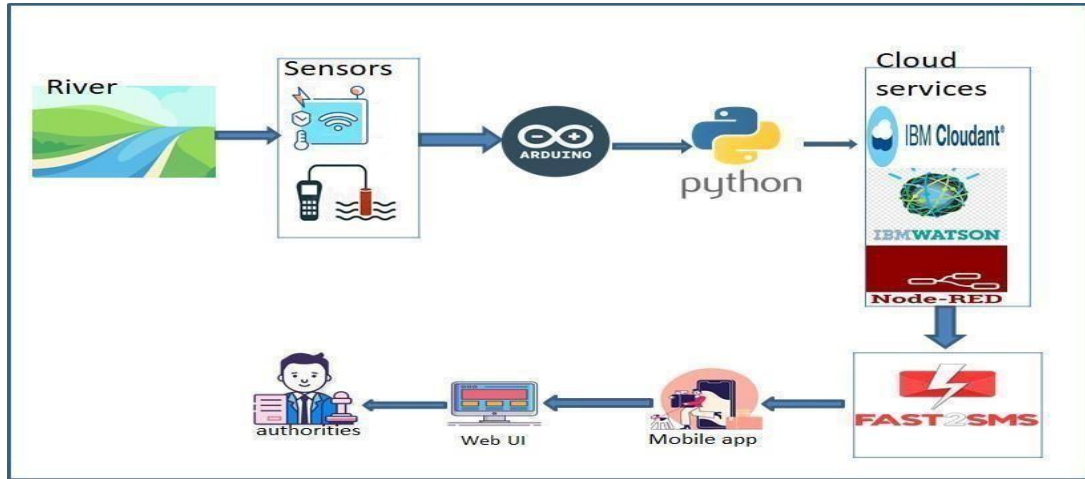 River
Sensors
ARDUINO
python
Cloud
services
IBM Cloudant®
IBMWATSON
Node-RED
FAST2SMS
Mobile app
Web UI
authorities